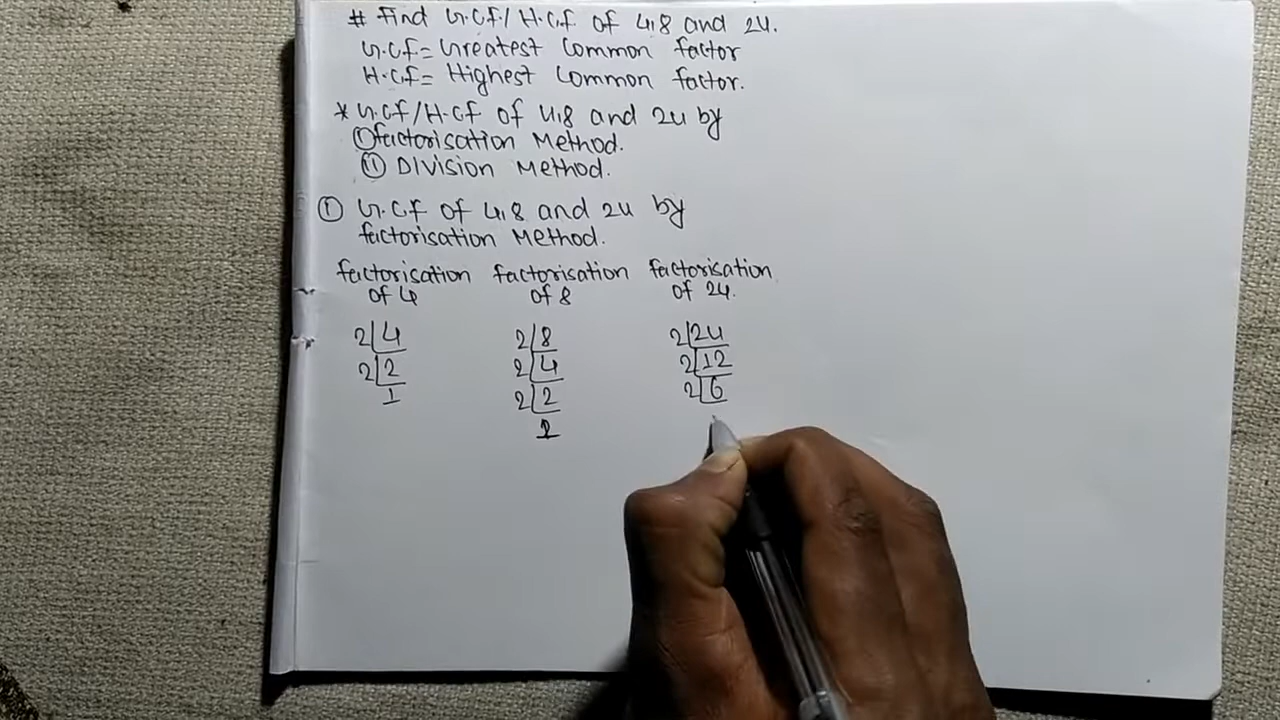 # Find G.C.F./ H.C.F of 4,8 and 24.
G.C.F = Greatest Common factor
H.C.F = Highest Common factor.
* G.C.F/H.C.F of 4,8 and 24 by
(I) factorisation Method.
(II) Division Method.
(I) G.C.F of 4,8 and 24 by
factorisation Method.
factorisation factorisation factorisation
of 4 of 8 of 24.
2|4 2|8 2|24
2|2 2|4 2|12
1 2|2 2|6
1